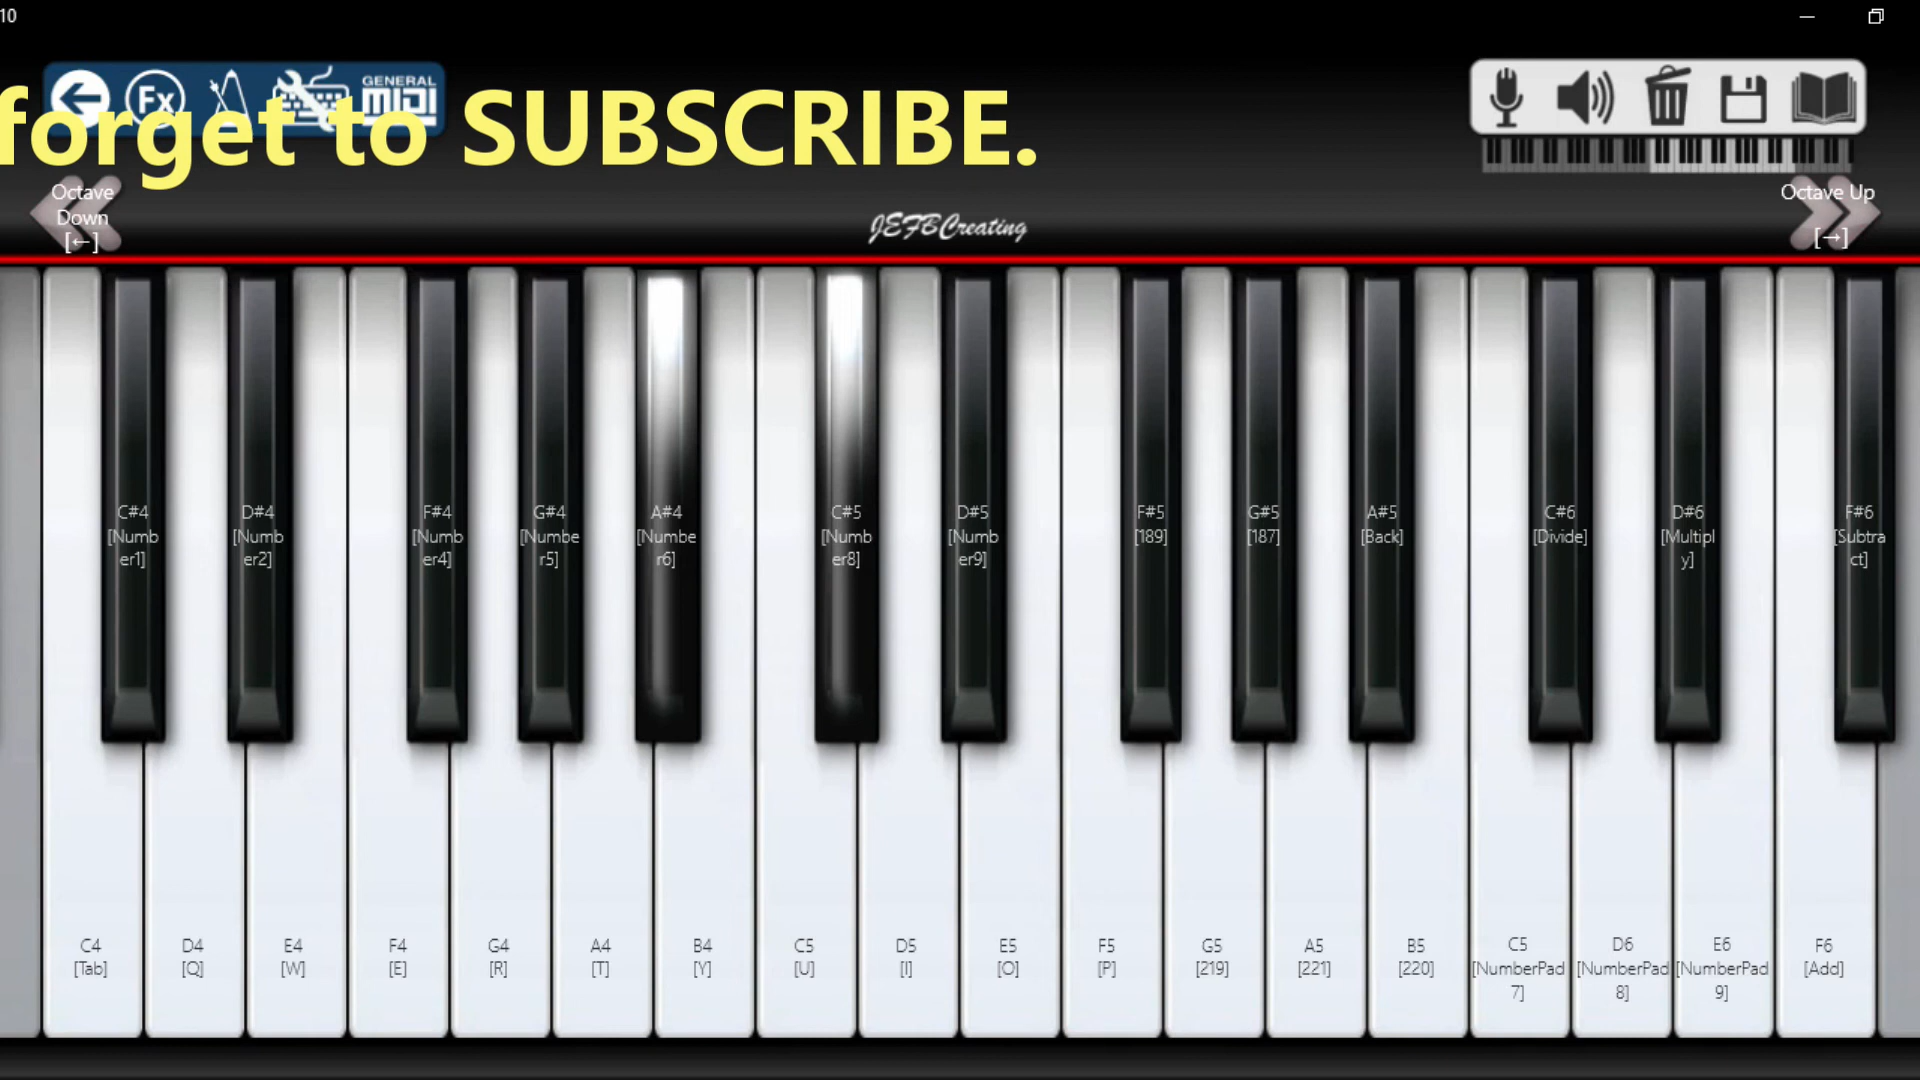 10
Fx
GENERAL
MIDI
forget to SUBSCRIBE.
Octave
Down
[←]
JEFBCreating
Octave Up
[→]
C#4
[Numb
er1]
D#4
[Numb
er2]
F#4
[Numb
er4]
G#4
[Numbe
r5]
A#4
[Numbe
r6]
C#5
[Numb
er8]
D#5
[Numb
er9]
F#5
[189]
G#5
[187]
A#5
[Back]
C#6
[Divide]
D#6
[Multipl
y]
F#6
[Subtra
ct]
C4
[Tab]
D4
[Q]
E4
[W]
F4
[E]
G4
[R]
A4
[T]
B4
[Y]
C5
[U]
D5
[I]
E5
[O]
F5
[P]
G5
[219]
A5
[221]
B5
[220]
C5
[NumberPad
7]
D6
[NumberPad
8]
E6
[NumberPad
9]
F6
[Add]